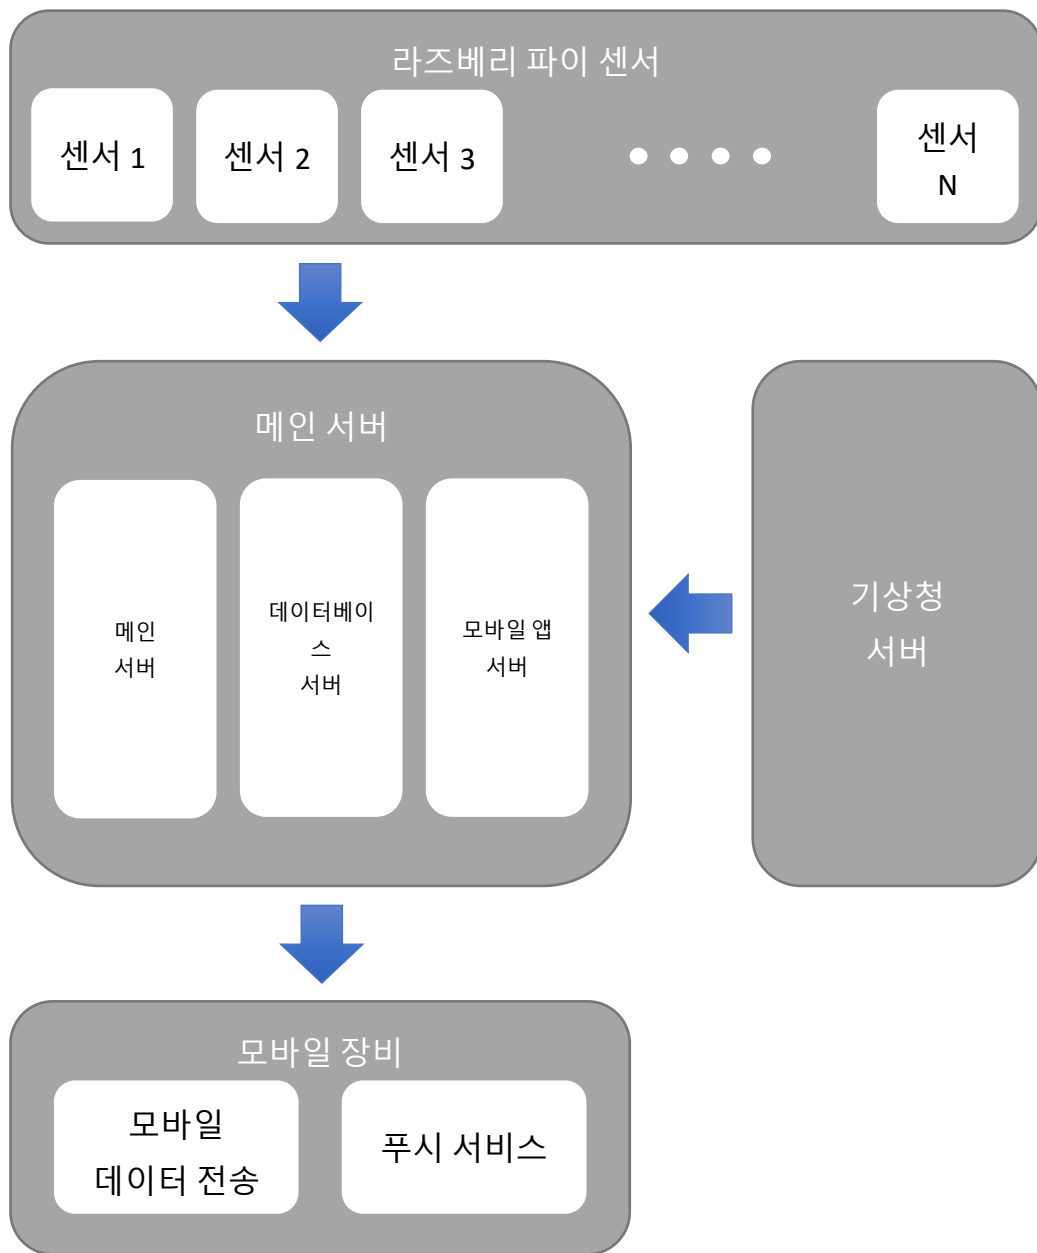 라즈베리 파이 센서
센서 1
센서 2
센서 3
센서
N
메인 서버
메인
서버
데이터베이
스
서버
모바일 앱
서버
기상청
서버
모바일 장비
모바일
데이터 전송
푸시 서비스